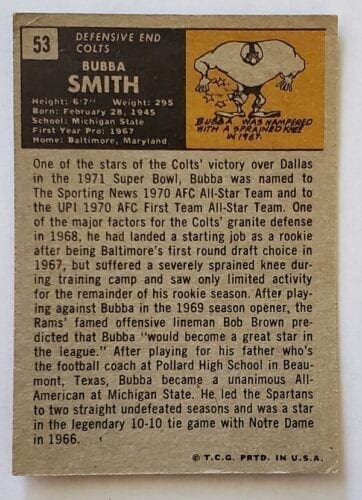 53
DEFENSIVE END
COLTS
BUBBA
SMITH
Height: 6'7" Weight: 295
Born: February 28, 1945
School: Michigan State
First Year Pro: 1967
Home: Baltimore, Maryland
BUBBA WAS HAMPERED
WITH A SPRAINED KNEE
IN 1967.
One of the stars of the Colts' victory over Dallas
in the 1971 Super Bowl, Bubba was named to
The Sporting News 1970 AFC All-Star Team and
to the UPI 1970 AFC First Team All-Star Team. One
of the major factors for the Colts' granite defense
in 1968, he had landed a starting job as a rookie
after being Baltimore's first round draft choice in
1967, but suffered a severely sprained knee dur-
ing training camp and saw only limited activity
for the remainder of his rookie season. After play-
ing against Bubba in the 1969 season opener, the
Rams' famed offensive lineman Bob Brown pre-
dicted that Bubba "would become a great star in
the league." After playing for his father who's
the football coach at Pollard High School in Beau-
mont, Texas, Bubba became a unanimous All-
American at Michigan State. He led the Spartans
to two straight undefeated seasons and was a star
in the legendary 10-10 tie game with Notre Dame
in 1966.
© T.C.G. PRTD. IN U.S.A.